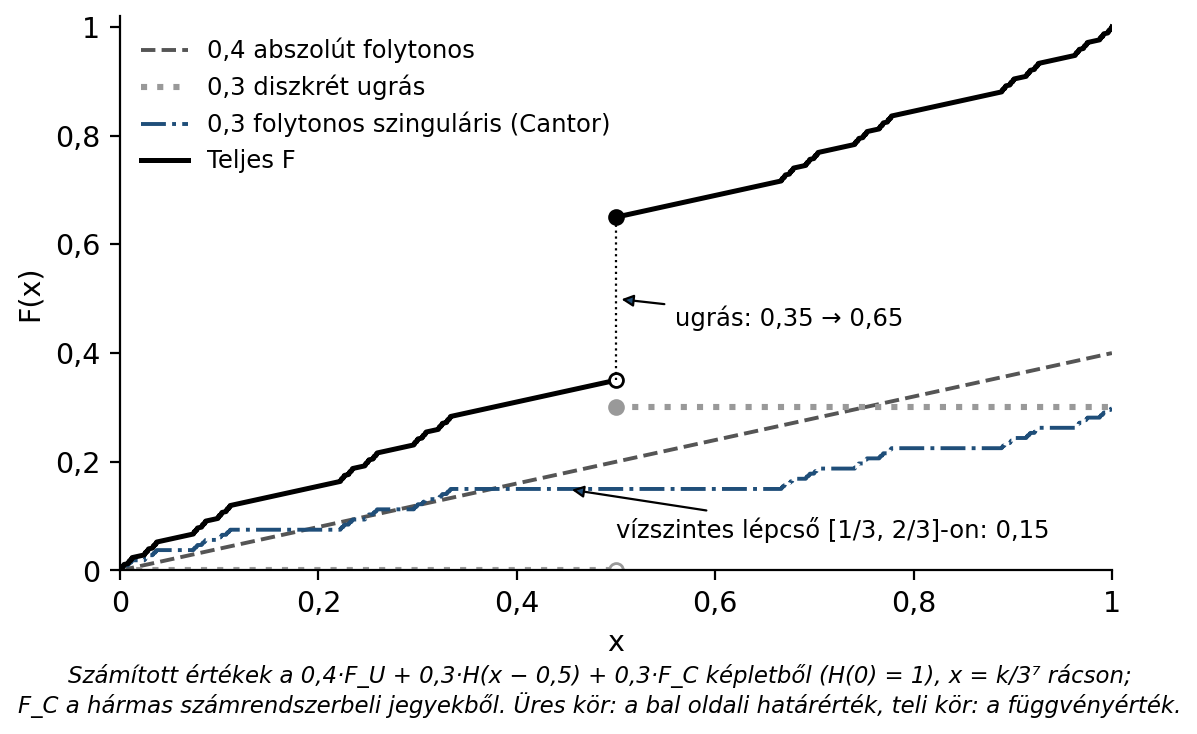 1
0,8
0,6
0,4
0,2
0
F(x)
0,4 abszolút folytonos
0,3 diszkrét ugrás
0,3 folytonos szinguláris (Cantor)
Teljes F
ugrás: 0,35 → 0,65
vízszintes lépcső [1/3, 2/3]-on: 0,15
0
0,2
0,4
0,6
0,8
1
x
Számított értékek a 0,4·F_U + 0,3·H(x − 0,5) + 0,3·F_C képletből (H(0) = 1), x = k/3⁷ rácson;
F_C a hármas számrendszerbeli jegyekből. Üres kör: a bal oldali határérték, teli kör: a függvényérték.